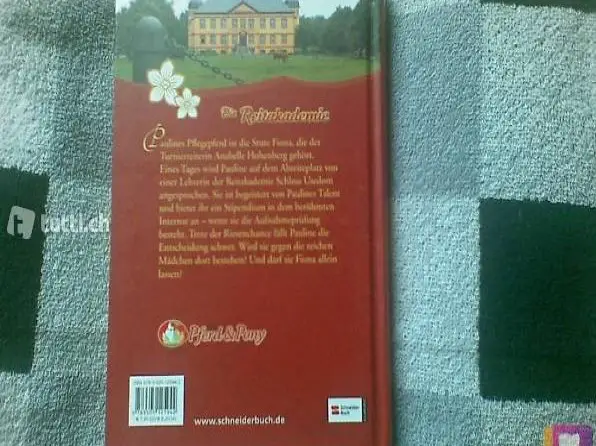 Die Reitakademie
Paulines Pflegepferd ist die Stute Fiona, die der
Turnierreiterin Annabelle Hohenberg gehört.
Eines Tages wird Pauline auf dem Abreiteplatz von
einer Lehrerin der Reitakademie Schloss Uedom
angesprochen. Sie ist begeistert von Paulines Talent
und bietet ihr ein Stipendium in dem berühmten
Internat an – wenn sie die Aufnahmeprüfung
besteht. Trotz der Riesenchance fällt Pauline die
Entscheidung schwer. Wird sie gegen die reichen
Mädchen dort bestehen? Und darf sie Fiona allein
lassen?
tutti.ch
Pferd & Pony
Schneider
Buch
www.schneiderbuch.de